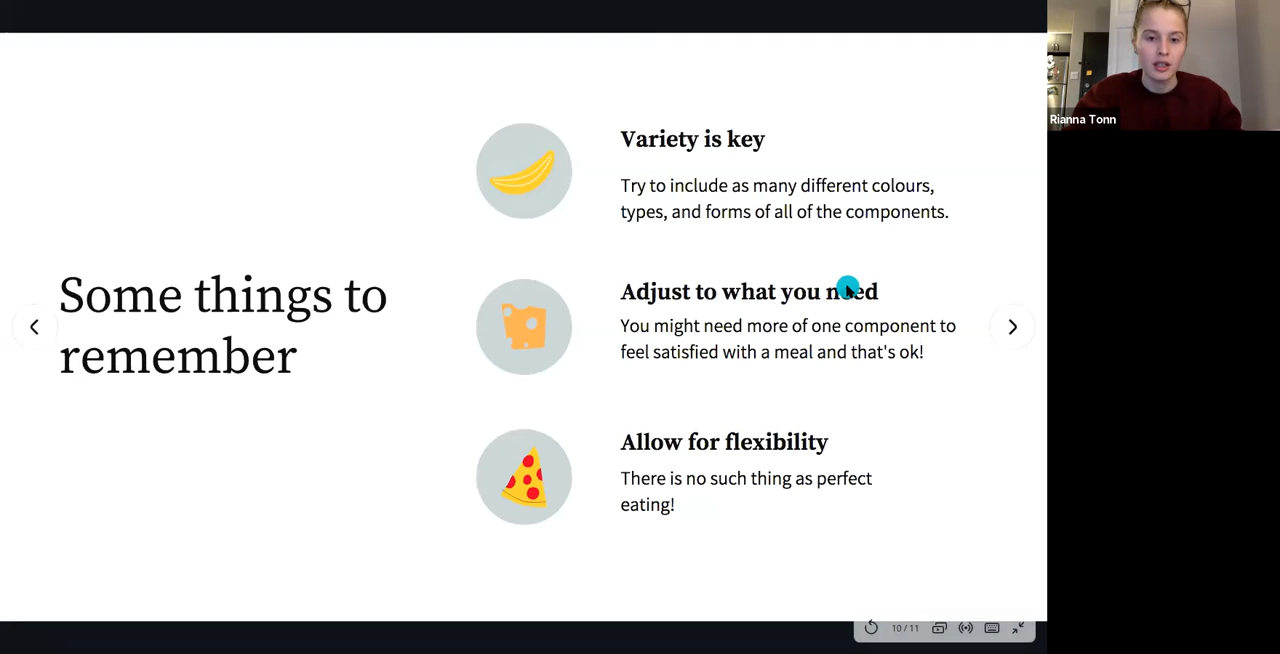 Rianna Tonn
Some things to
remember
Variety is key
Try to include as many different colours,
types, and forms of all of the components.
Adjust to what you need
You might need more of one component to
feel satisfied with a meal and that's ok!
Allow for flexibility
There is no such thing as perfect
eating!
10 / 11